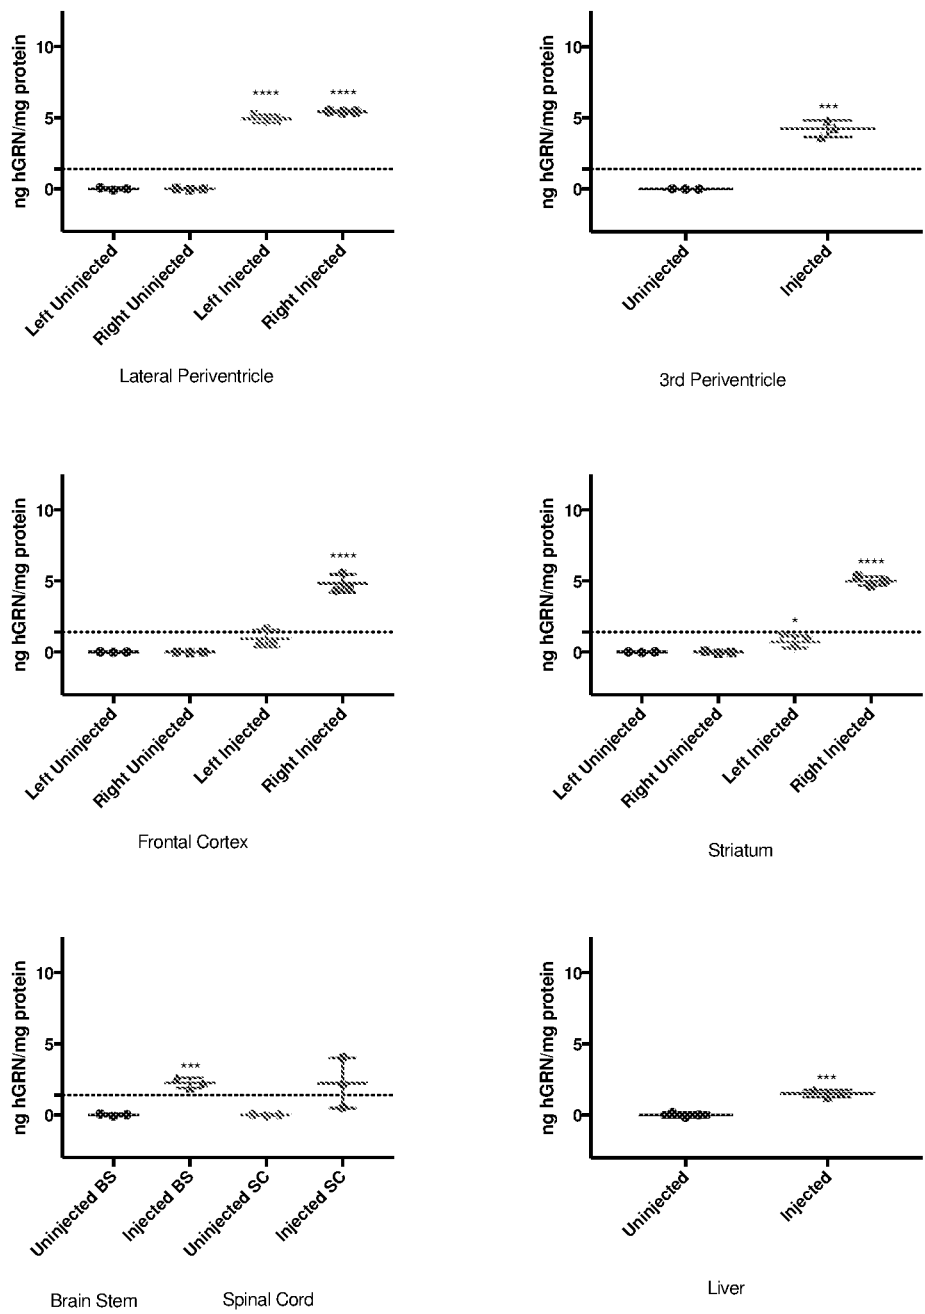 ng hGRN/mg protein
10
5
0
****
****
Left Uninjected
Right Uninjected
Left Injected
Right Injected
Lateral Periventricle
ng hGRN/mg protein
10
5
0
***
Uninjected
Injected
3rd Periventricle
ng hGRN/mg protein
10
5
0
****
Left Uninjected
Right Uninjected
Left Injected
Right Injected
Frontal Cortex
ng hGRN/mg protein
10
5
0
*
****
Left Uninjected
Right Uninjected
Left Injected
Right Injected
Striatum
ng hGRN/mg protein
10
5
0
***
Uninjected BS
Injected BS
Uninjected SC
Injected SC
Brain Stem
Spinal Cord
ng hGRN/mg protein
10
5
0
***
Uninjected
Injected
Liver